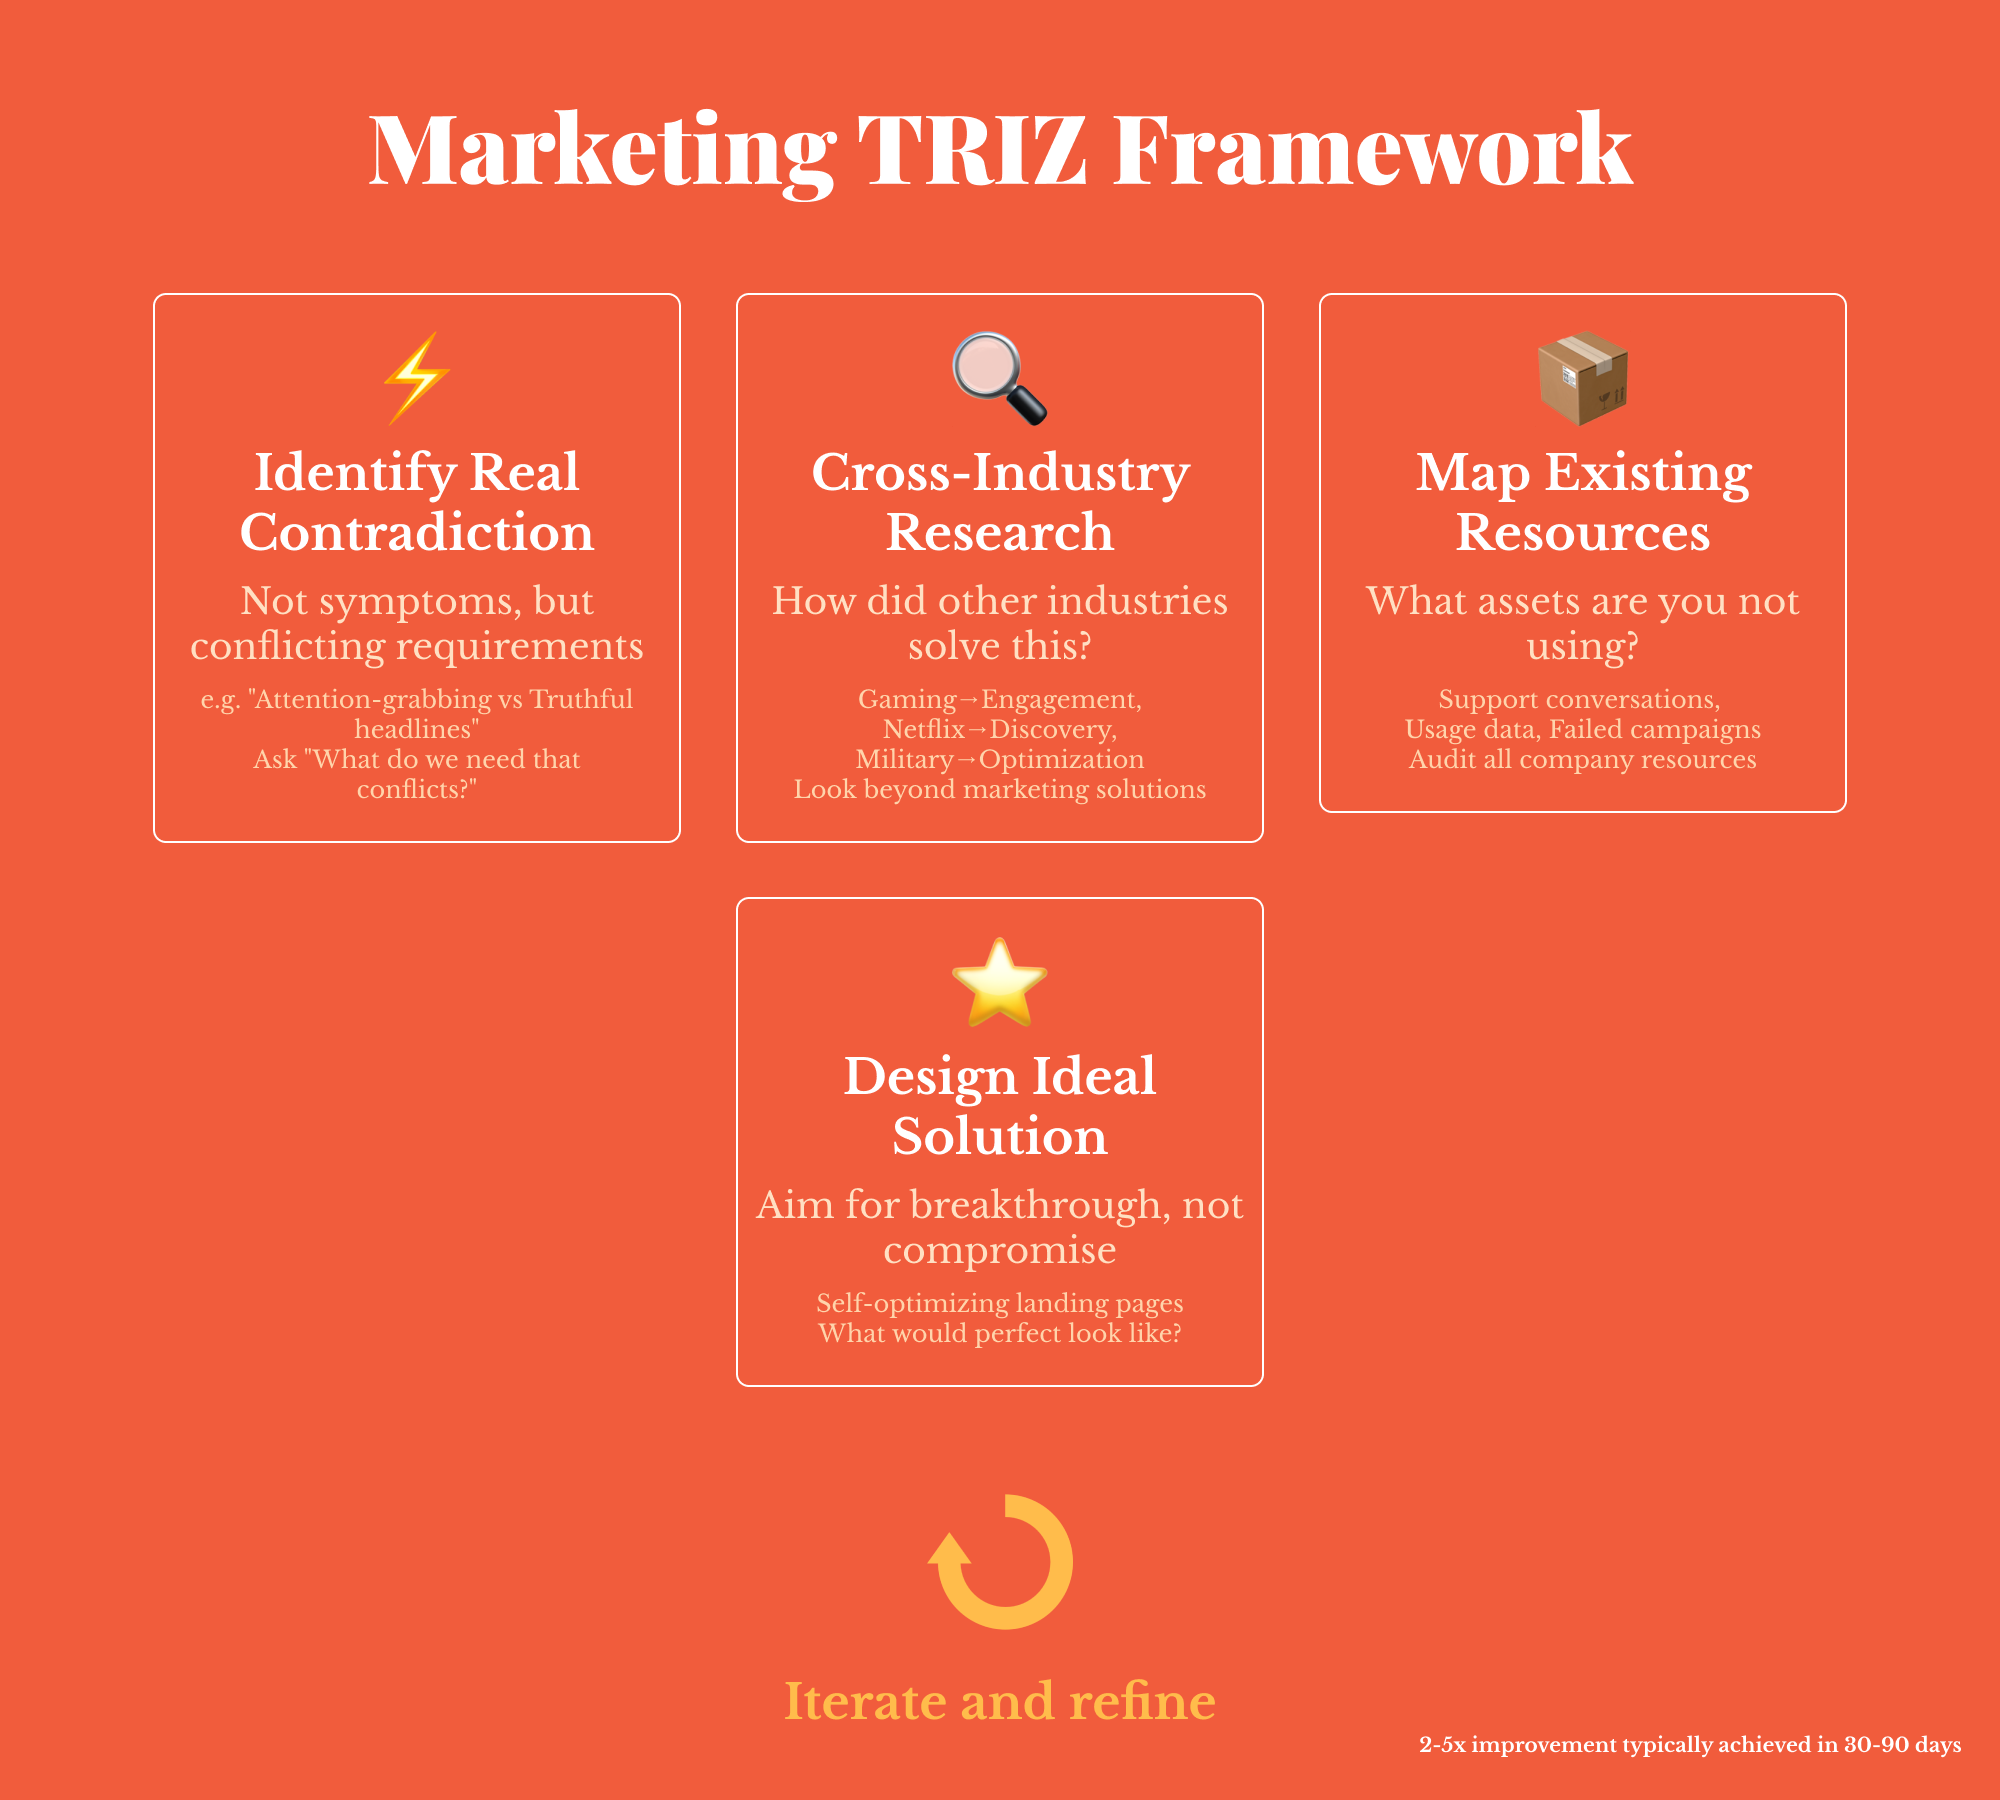 Marketing TRIZ Framework
Identify Real
Contradiction
Not symptoms, but
conflicting requirements
e.g. "Attention-grabbing vs Truthful
headlines"
Ask "What do we need that
conflicts?"
Cross-Industry
Research
How did other industries
solve this?
Gaming→Engagement,
Netflix→Discovery,
Military→Optimization
Look beyond marketing solutions
Map Existing
Resources
What assets are you not
using?
Support conversations,
Usage data, Failed campaigns
Audit all company resources
Design Ideal
Solution
Aim for breakthrough, not
compromise
Self-optimizing landing pages
What would perfect look like?
Iterate and refine
2-5x improvement typically achieved in 30-90 days